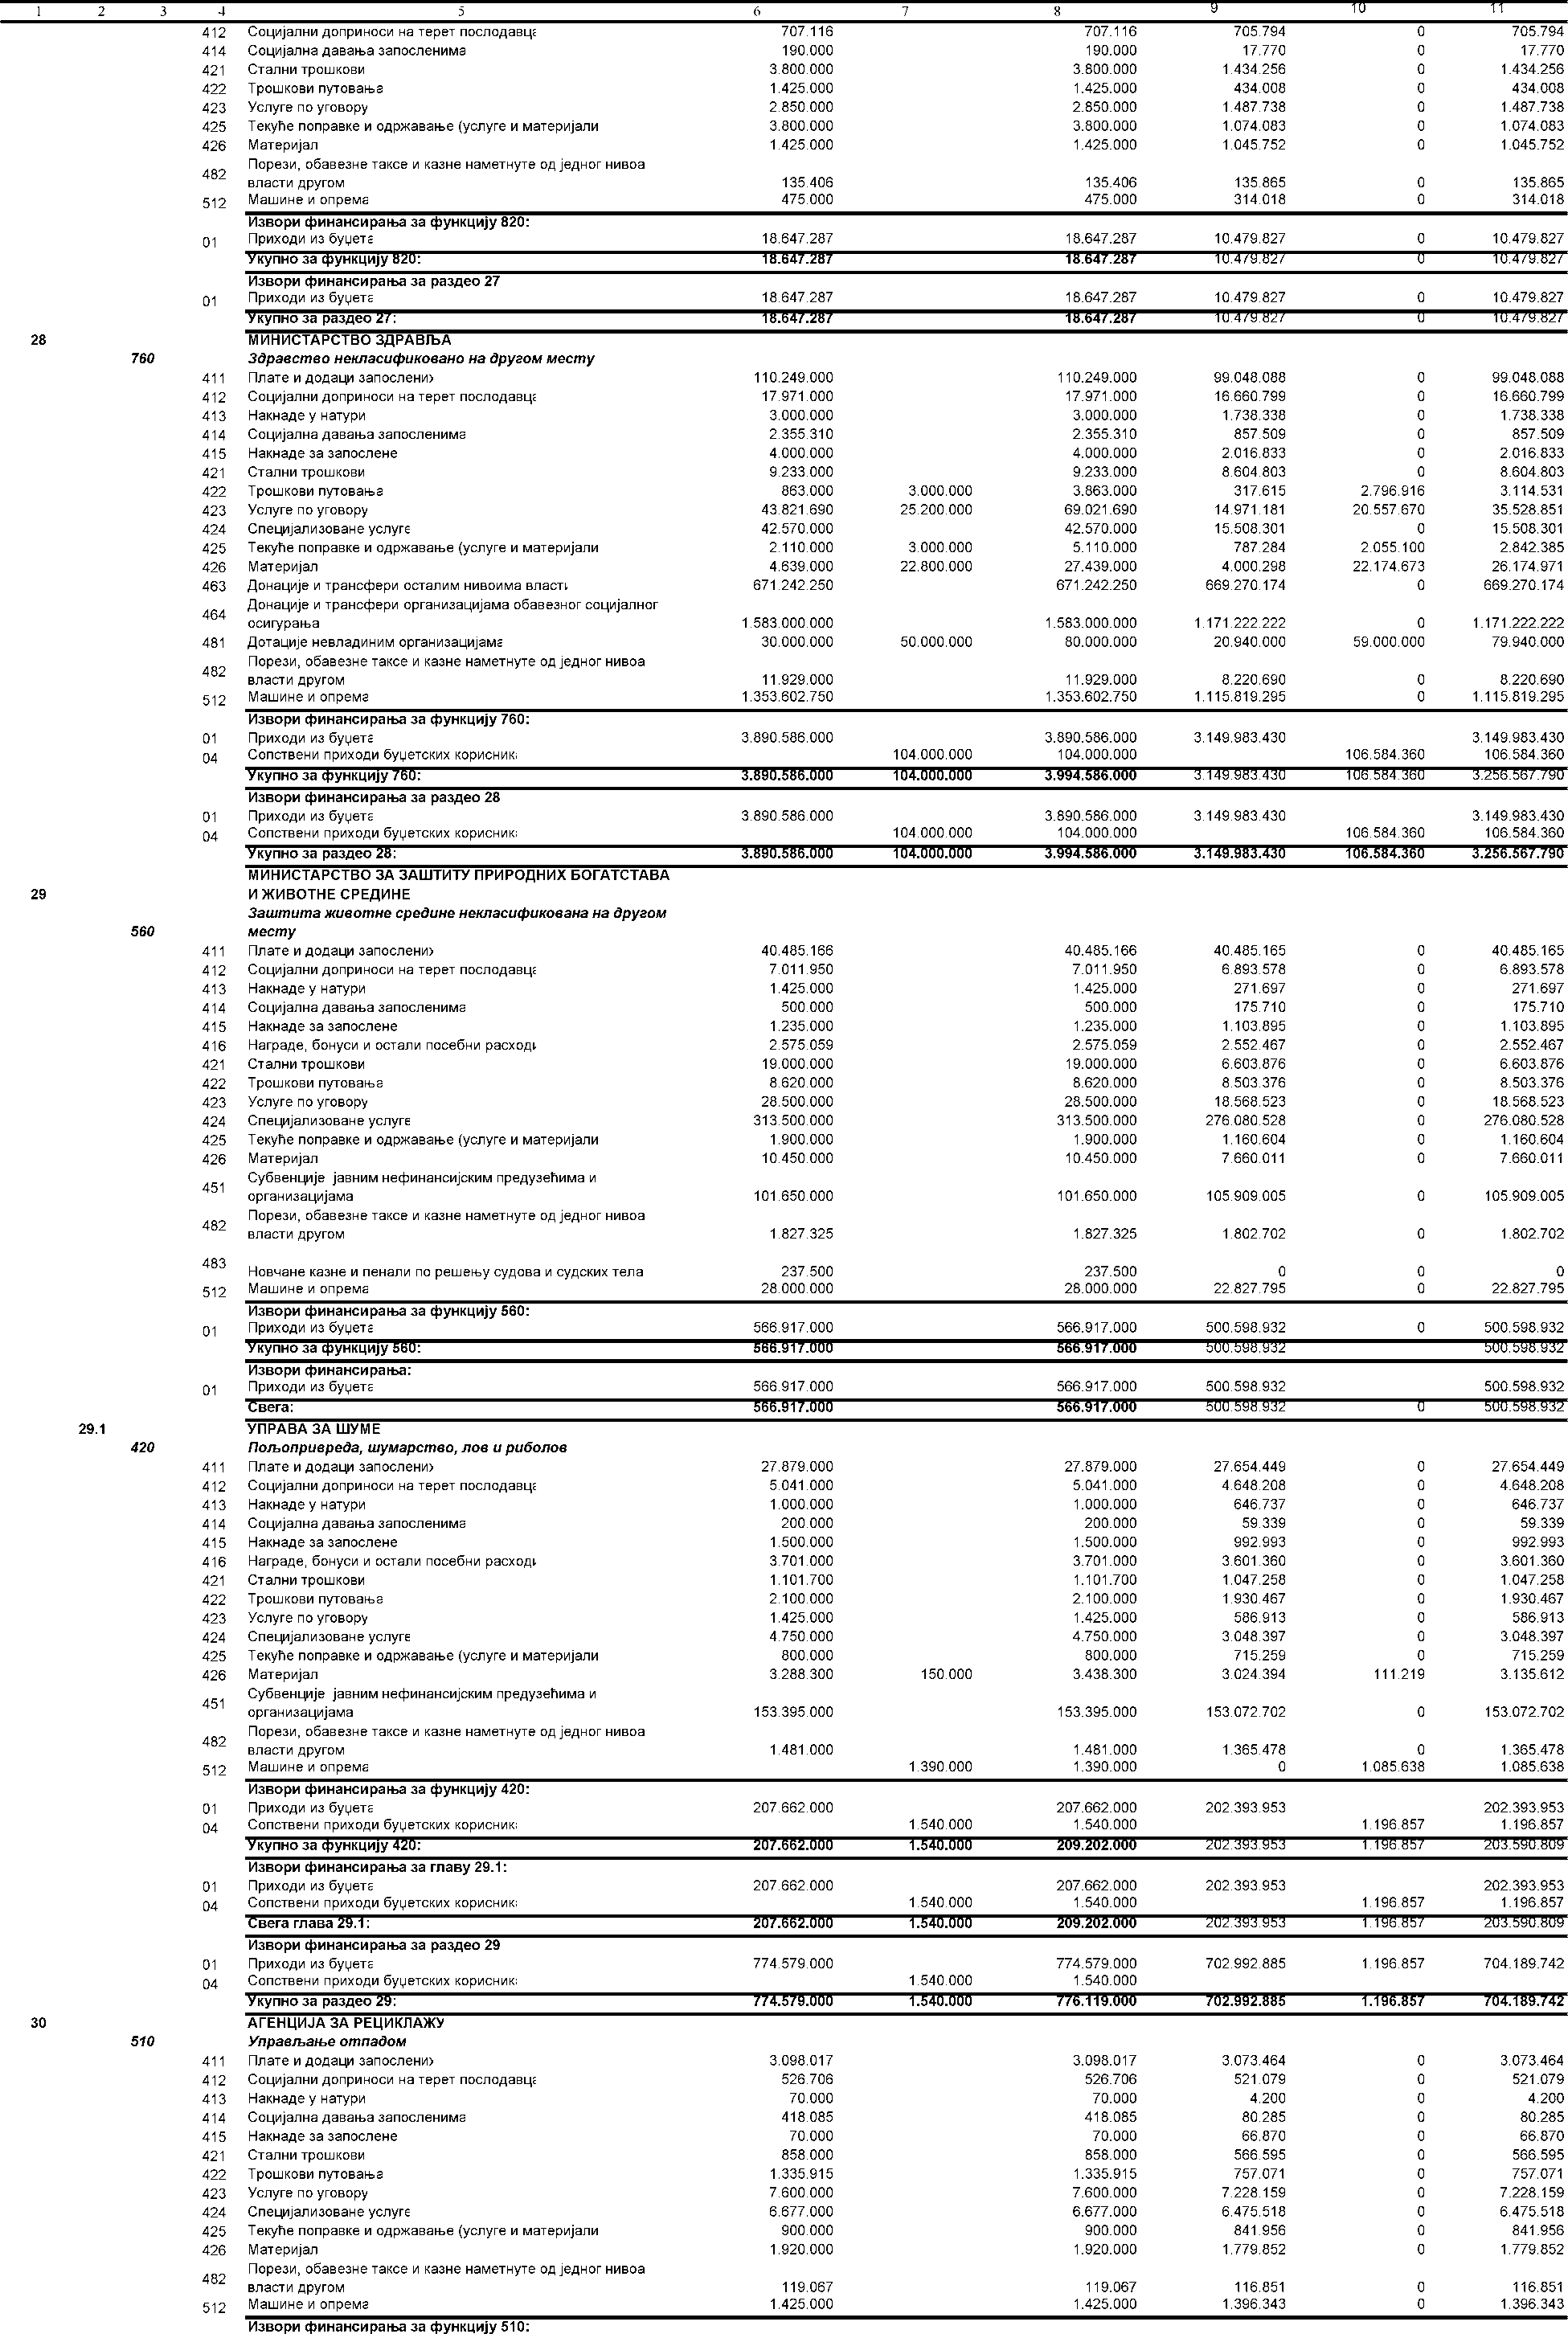 1 2 3 4 5 6 7 8 9 10 11
412 Социјални доприноси на терет послодавца 707.116 707.116 705.794 0 705.794
414 Социјална давања запосленима 190.000 190.000 17.770 0 17.770
421 Стални трошкови 3.800.000 3.800.000 1.434.256 0 1.434.256
422 Трошкови путовања 1.425.000 1.425.000 434.008 0 434.008
423 Услуге по уговору 2.850.000 2.850.000 1.487.738 0 1.487.738
425 Текуће поправке и одржавање (услуге и материјали 3.800.000 3.800.000 1.074.083 0 1.074.083
426 Материјал 1.425.000 1.425.000 1.045.752 0 1.045.752
Порези, обавезне таксе и казне наметнуте од једног нивоа
482 власти другом 135.406 135.406 135.865 0 135.865
512 Машине и опрема 475.000 475.000 314.018 0 314.018
Извори финансирања за функцију 820:
01 Приходи из буџета 18.647.287 18.647.287 10.479.827 0 10.479.827
Укупно за функцију 820: 18.647.287 18.647.287 10.479.827 0 10.479.827
Извори финансирања за раздео 27
01 Приходи из буџета 18.647.287 18.647.287 10.479.827 0 10.479.827
Укупно за раздео 27: 18.647.287 18.647.287 10.479.827 0 10.479.827
28 МИНИСТАРСТВО ЗДРАВЉА
760 Здравство некласификовано на другом месту
411 Плате и додаци запослених 110.249.000 110.249.000 99.048.088 0 99.048.088
412 Социјални доприноси на терет послодавца 17.971.000 17.971.000 16.660.799 0 16.660.799
413 Накнаде у натури 3.000.000 3.000.000 1.738.338 0 1.738.338
414 Социјална давања запосленима 2.355.310 2.355.310 857.509 0 857.509
415 Накнаде за запослене 4.000.000 4.000.000 2.016.833 0 2.016.833
421 Стални трошкови 9.233.000 9.233.000 8.604.803 0 8.604.803
422 Трошкови путовања 863.000 3.000.000 3.863.000 317.615 2.796.916 3.114.531
423 Услуге по уговору 43.821.690 25.200.000 69.021.690 14.971.181 20.557.670 35.528.851
424 Специјализоване услуге 42.570.000 42.570.000 15.508.301 0 15.508.301
425 Текуће поправке и одржавање (услуге и материјали 2.110.000 3.000.000 5.110.000 787.284 2.055.100 2.842.385
426 Материјал 4.639.000 22.800.000 27.439.000 4.000.298 22.174.673 26.174.971
463 Донације и трансфери осталим нивоима власти 671.242.250 671.242.250 669.270.174 0 669.270.174
Донације и трансфери организацијама обавезног социјалног
464 осигурања 1.583.000.000 1.583.000.000 1.171.222.222 0 1.171.222.222
481 Дотације невладиним организацијама 30.000.000 50.000.000 80.000.000 20.940.000 59.000.000 79.940.000
Порези, обавезне таксе и казне наметнуте од једног нивоа
482 власти другом 11.929.000 11.929.000 8.220.690 0 8.220.690
512 Машине и опрема 1.353.602.750 1.353.602.750 1.115.819.295 0 1.115.819.295
Извори финансирања за функцију 760:
01 Приходи из буџета 3.890.586.000 3.890.586.000 3.149.983.430 3.149.983.430
04 Сопствени приходи буџетских корисника 104.000.000 104.000.000 106.584.360 106.584.360
Укупно за функцију 760: 3.890.586.000 104.000.000 3.994.586.000 3.149.983.430 106.584.360 3.256.567.790
Извори финансирања за раздео 28
01 Приходи из буџета 3.890.586.000 3.890.586.000 3.149.983.430 3.149.983.430
04 Сопствени приходи буџетских корисника 104.000.000 104.000.000 106.584.360 106.584.360
Укупно за раздео 28: 3.890.586.000 104.000.000 3.994.586.000 3.149.983.430 106.584.360 3.256.567.790
МИНИСТАРСТВО ЗА ЗАШТИТУ ПРИРОДНИХ БОГАТСТАВА
29 И ЖИВОТНЕ СРЕДИНЕ
Заштита животне средине некласификована на другом
560 месту
411 Плате и додаци запослених 40.485.166 40.485.166 40.485.165 0 40.485.165
412 Социјални доприноси на терет послодавца 7.011.950 7.011.950 6.893.578 0 6.893.578
413 Накнаде у натури 1.425.000 1.425.000 271.697 0 271.697
414 Социјална давања запосленима 500.000 500.000 175.710 0 175.710
415 Накнаде за запослене 1.235.000 1.235.000 1.103.895 0 1.103.895
416 Награде, бонуси и остали посебни расходи 2.575.059 2.575.059 2.552.467 0 2.552.467
421 Стални трошкови 19.000.000 19.000.000 6.603.876 0 6.603.876
422 Трошкови путовања 8.620.000 8.620.000 8.503.376 0 8.503.376
423 Услуге по уговору 28.500.000 28.500.000 18.568.523 0 18.568.523
424 Специјализоване услуге 313.500.000 313.500.000 276.080.528 0 276.080.528
425 Текуће поправке и одржавање (услуге и материјали 1.900.000 1.900.000 1.160.604 0 1.160.604
426 Материјал 10.450.000 10.450.000 7.660.011 0 7.660.011
Субвенције јавним нефинансијским предузећима и
451 организацијама 101.650.000 101.650.000 105.909.005 0 105.909.005
Порези, обавезне таксе и казне наметнуте од једног нивоа
482 власти другом 1.827.325 1.827.325 1.802.702 0 1.802.702
483 Новчане казне и пенали по решењу судова и судских тела 237.500 237.500 0 0 0
512 Машине и опрема 28.000.000 28.000.000 22.827.795 0 22.827.795
Извори финансирања за функцију 560:
01 Приходи из буџета 566.917.000 566.917.000 500.598.932 0 500.598.932
Укупно за функцију 560: 566.917.000 566.917.000 500.598.932 500.598.932
Извори финансирања:
01 Приходи из буџета 566.917.000 566.917.000 500.598.932 500.598.932
Свега: 566.917.000 566.917.000 500.598.932 0 500.598.932
29.1 УПРАВА ЗА ШУМЕ
420 Пољопривреда, шумарство, лов и риболов
411 Плате и додаци запослених 27.879.000 27.879.000 27.654.449 0 27.654.449
412 Социјални доприноси на терет послодавца 5.041.000 5.041.000 4.648.208 0 4.648.208
413 Накнаде у натури 1.000.000 1.000.000 646.737 0 646.737
414 Социјална давања запосленима 200.000 200.000 59.339 0 59.339
415 Накнаде за запослене 1.500.000 1.500.000 992.993 0 992.993
416 Награде, бонуси и остали посебни расходи 3.701.000 3.701.000 3.601.360 0 3.601.360
421 Стални трошкови 1.101.700 1.101.700 1.047.258 0 1.047.258
422 Трошкови путовања 2.100.000 2.100.000 1.930.467 0 1.930.467
423 Услуге по уговору 1.425.000 1.425.000 586.913 0 586.913
424 Специјализоване услуге 4.750.000 4.750.000 3.048.397 0 3.048.397
425 Текуће поправке и одржавање (услуге и материјали 800.000 800.000 715.259 0 715.259
426 Материјал 3.288.300 150.000 3.438.300 3.024.394 111.219 3.135.612
Субвенције јавним нефинансијским предузећима и
451 организацијама 153.395.000 153.395.000 153.072.702 0 153.072.702
Порези, обавезне таксе и казне наметнуте од једног нивоа
482 власти другом 1.481.000 1.481.000 1.365.478 0 1.365.478
512 Машине и опрема 1.390.000 1.390.000 0 1.085.638 1.085.638
Извори финансирања за функцију 420:
01 Приходи из буџета 207.662.000 207.662.000 202.393.953 202.393.953
04 Сопствени приходи буџетских корисника 1.540.000 1.540.000 1.196.857 1.196.857
Укупно за функцију 420: 207.662.000 1.540.000 209.202.000 202.393.953 1.196.857 203.590.809
Извори финансирања за главу 29.1:
01 Приходи из буџета 207.662.000 207.662.000 202.393.953 202.393.953
04 Сопствени приходи буџетских корисника 1.540.000 1.540.000 1.196.857 1.196.857
Свега глава 29.1: 207.662.000 1.540.000 209.202.000 202.393.953 1.196.857 203.590.809
Извори финансирања за раздео 29
01 Приходи из буџета 774.579.000 774.579.000 702.992.885 1.196.857 704.189.742
04 Сопствени приходи буџетских корисника 1.540.000 1.540.000
Укупно за раздео 29: 774.579.000 1.540.000 776.119.000 702.992.885 1.196.857 704.189.742
30 АГЕНЦИЈА ЗА РЕЦИКЛАЖУ
510 Управљање отпадом
411 Плате и додаци запослених 3.098.017 3.098.017 3.073.464 0 3.073.464
412 Социјални доприноси на терет послодавца 526.706 526.706 521.079 0 521.079
413 Накнаде у натури 70.000 70.000 4.200 0 4.200
414 Социјална давања запосленима 418.085 418.085 80.285 0 80.285
415 Накнаде за запослене 70.000 70.000 66.870 0 66.870
421 Стални трошкови 858.000 858.000 566.595 0 566.595
422 Трошкови путовања 1.335.915 1.335.915 757.071 0 757.071
423 Услуге по уговору 7.600.000 7.600.000 7.228.159 0 7.228.159
424 Специјализоване услуге 6.677.000 6.677.000 6.475.518 0 6.475.518
425 Текуће поправке и одржавање (услуге и материјали 900.000 900.000 841.956 0 841.956
426 Материјал 1.920.000 1.920.000 1.779.852 0 1.779.852
Порези, обавезне таксе и казне наметнуте од једног нивоа
482 власти другом 119.067 119.067 116.851 0 116.851
512 Машине и опрема 1.425.000 1.425.000 1.396.343 0 1.396.343
Извори финансирања за функцију 510: